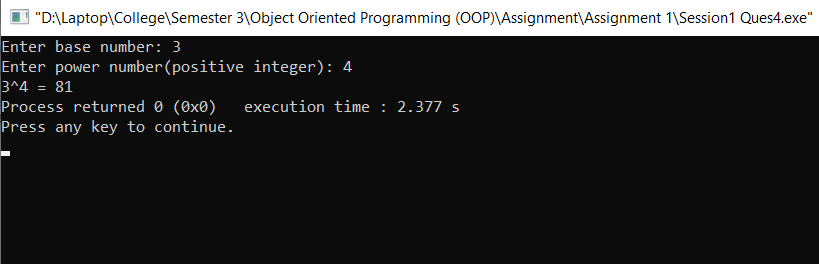 "D:\Laptop\College\Semester 3\Object Oriented Programming (OOP)\Assignment\Assignment 1\Session1 Ques4.exe"
Enter base number: 3
Enter power number(positive integer): 4
3^4 = 81
Process returned 0 (0x0)   execution time : 2.377 s
Press any key to continue.